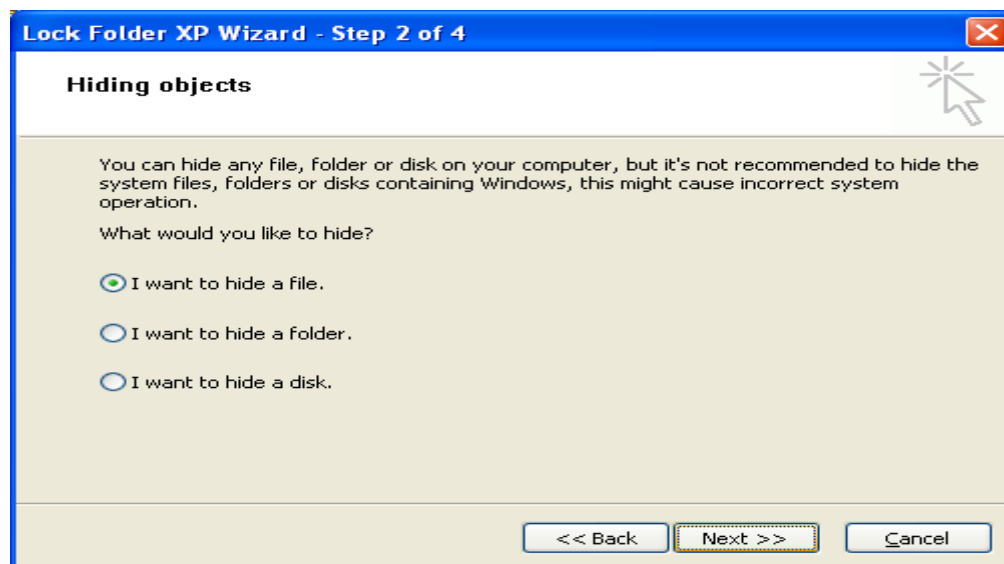 Lock Folder XP Wizard - Step 2 of 4
Hiding objects
You can hide any file, folder or disk on your computer, but it's not recommended to hide the
system files, folders or disks containing Windows, this might cause incorrect system
operation.
What would you like to hide?
I want to hide a file.
I want to hide a folder.
I want to hide a disk.
<< Back Next >> Cancel